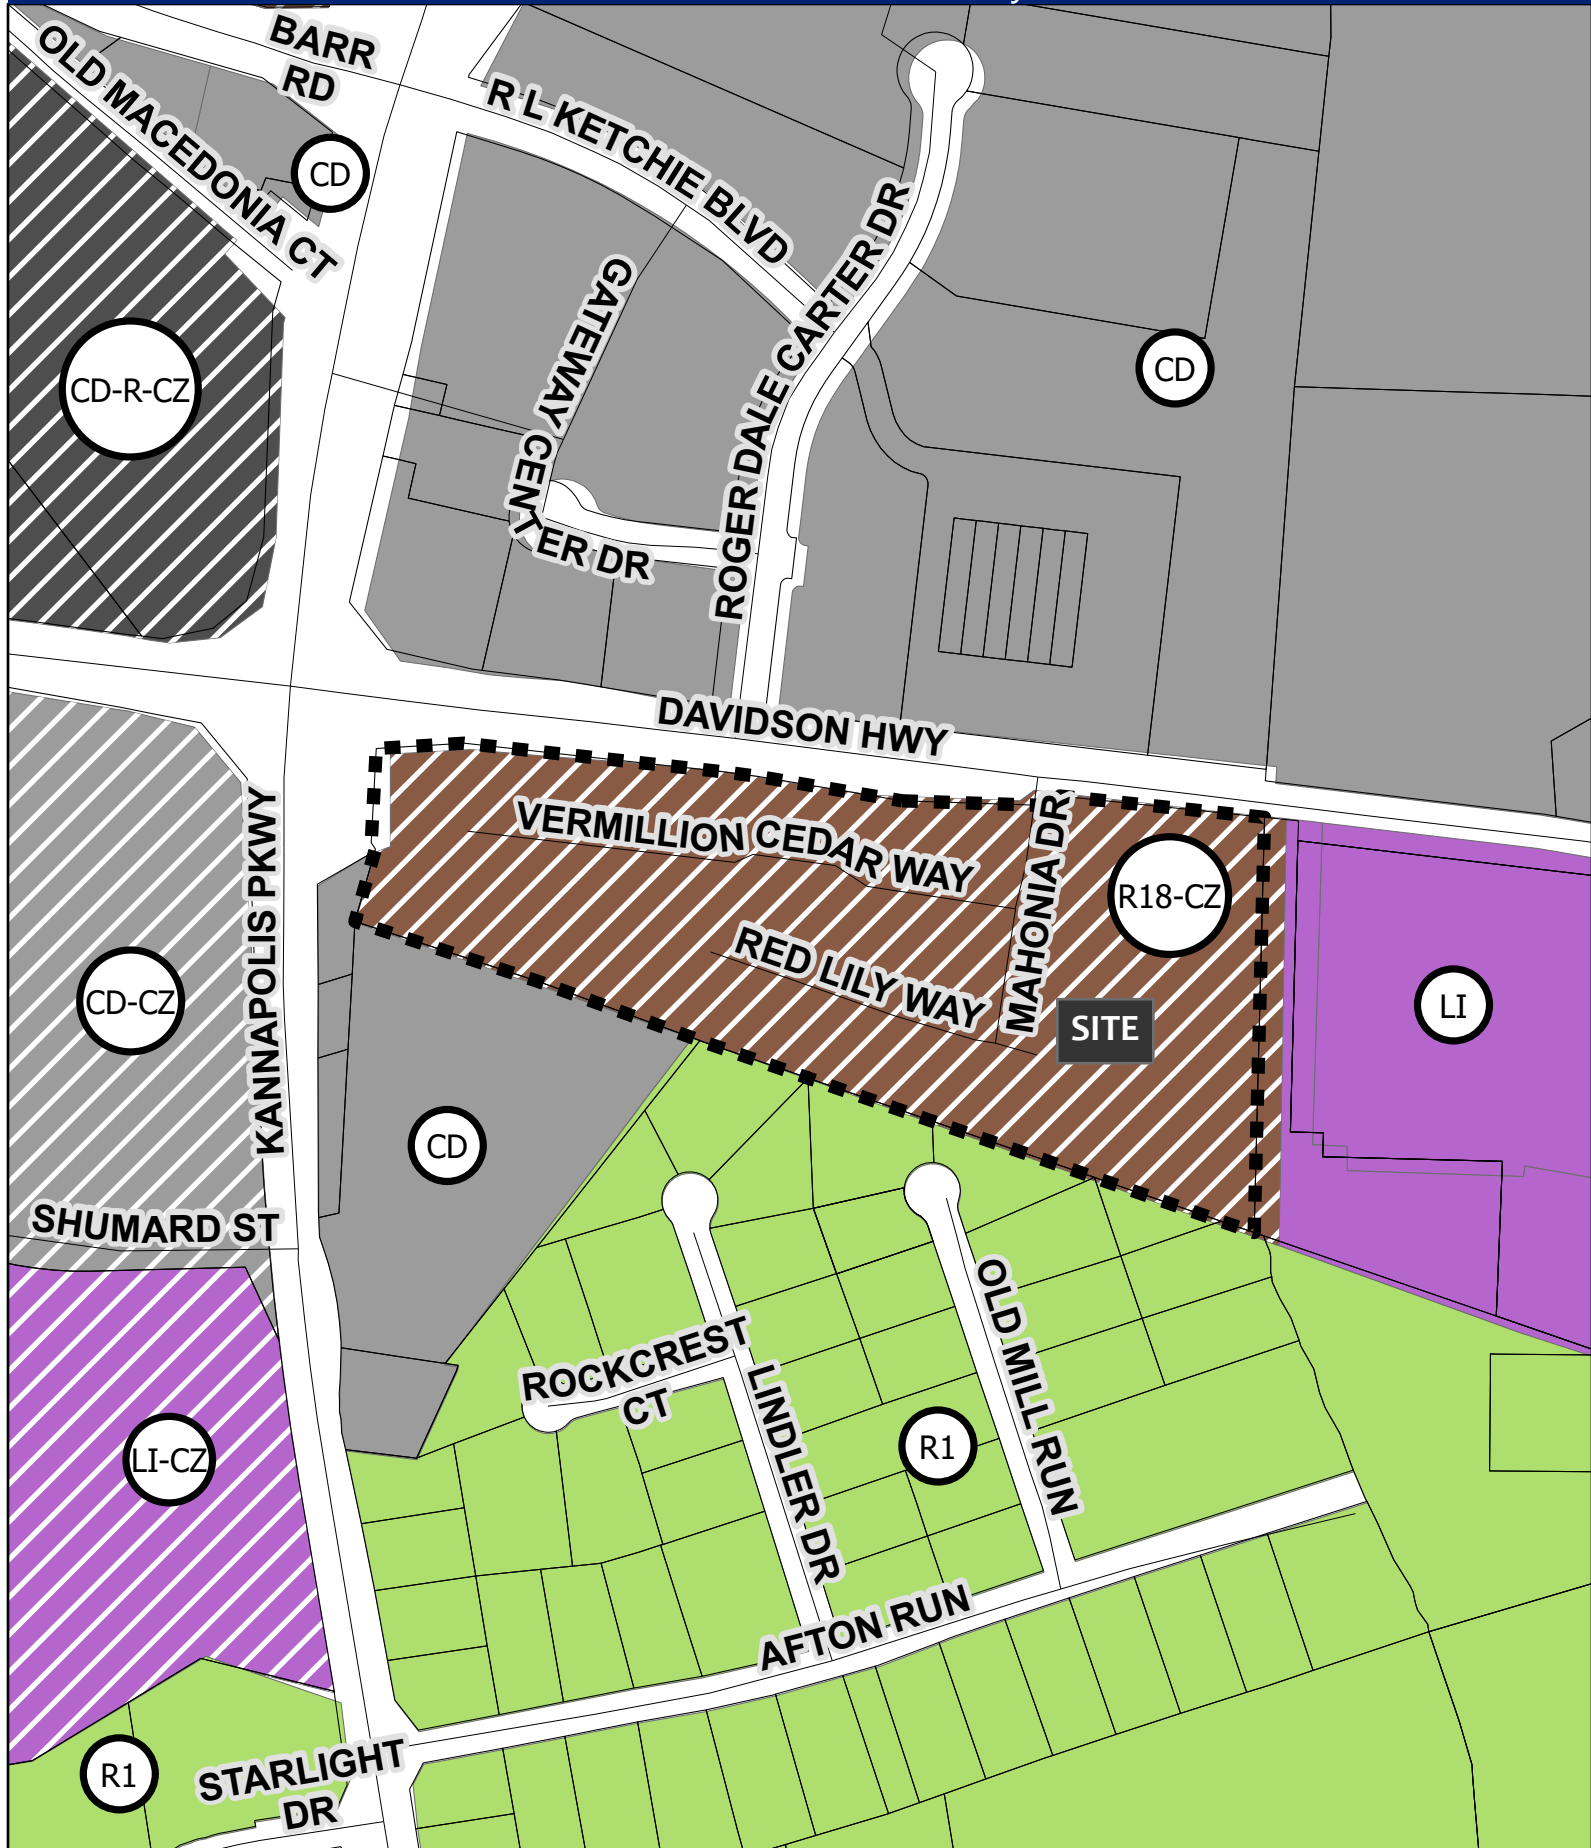 BARR
RD
OLD MACEDONIA CT
R L KETCHIE BLVD
CD
ROGER DALE CARTER DR
GATEWAY CENTER DR
CD
CD-R-CZ
DAVIDSON HWY
VERMILLION CEDAR WAY
MAHONIA DR
R18-CZ
RED LILY WAY
SITE
LI
KANNAPOLIS PKWY
CD-CZ
CD
SHUMARD ST
OLD MILL RUN
ROCKCREST
CT
LINDLER DR
R1
LI-CZ
AFTON RUN
R1
STARLIGHT
DR